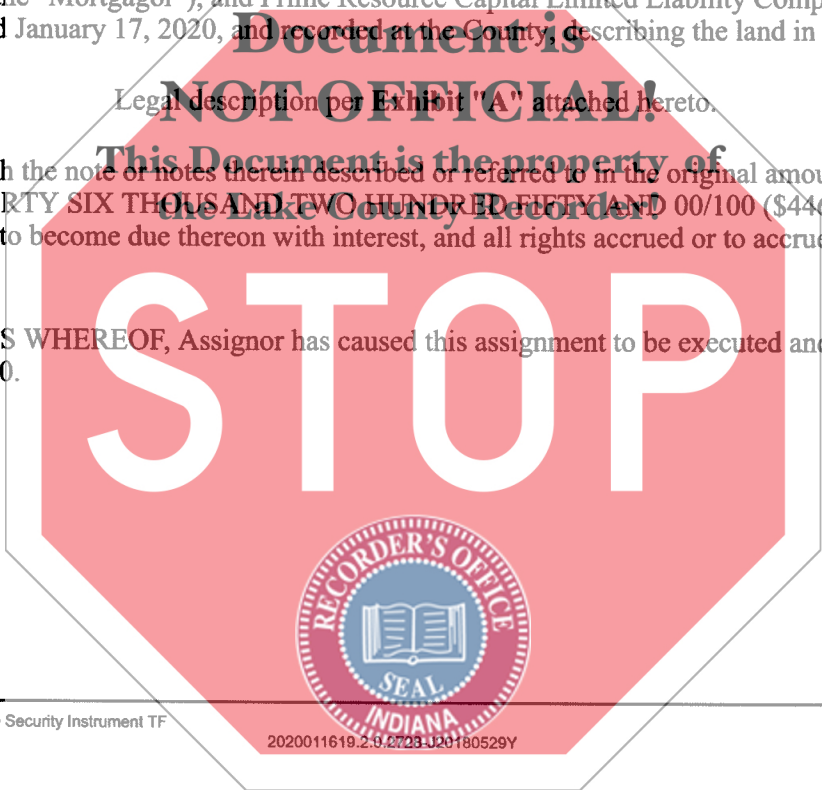 the "Mortgagor"), and Prime Resource Capital Limited Liability Comp
d January 17, 2020, and recorded at the County, describing the land in
Document is
NOT OFFICIAL!
Legal description per Exhibit "A" attached hereto.
This Document is the property of
the Lake County Recorder!
h the note or notes therein described or referred to in the original amou
RTY SIX THOUSAND TWO HUNDRED FIFTY AND 00/100 ($446
to become due thereon with interest, and all rights accrued or to accrue
STOP
S WHEREOF, Assignor has caused this assignment to be executed and
0.
RECORDER'S OFFICE
SEAL
INDIANA
Security Instrument TF
2020011619.2.0.2723-J20180529Y